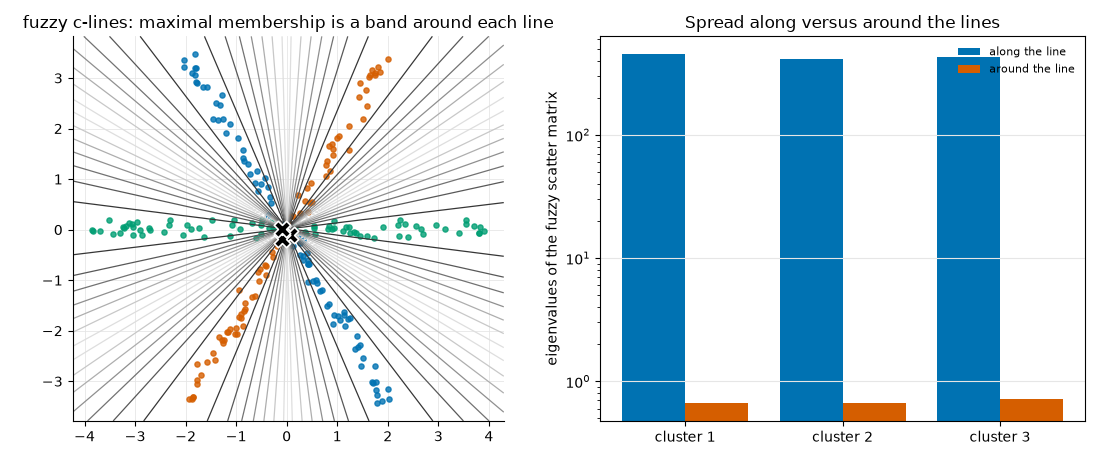 fuzzy c-lines: maximal membership is a band around each line
3
2
1
0
−1
−2
−3
−4
−3
−2
−1
0
1
2
3
4
Spread along versus around the lines
along the line
around the line
eigenvalues of the fuzzy scatter matrix
10²
10¹
10⁰
cluster 1
cluster 2
cluster 3